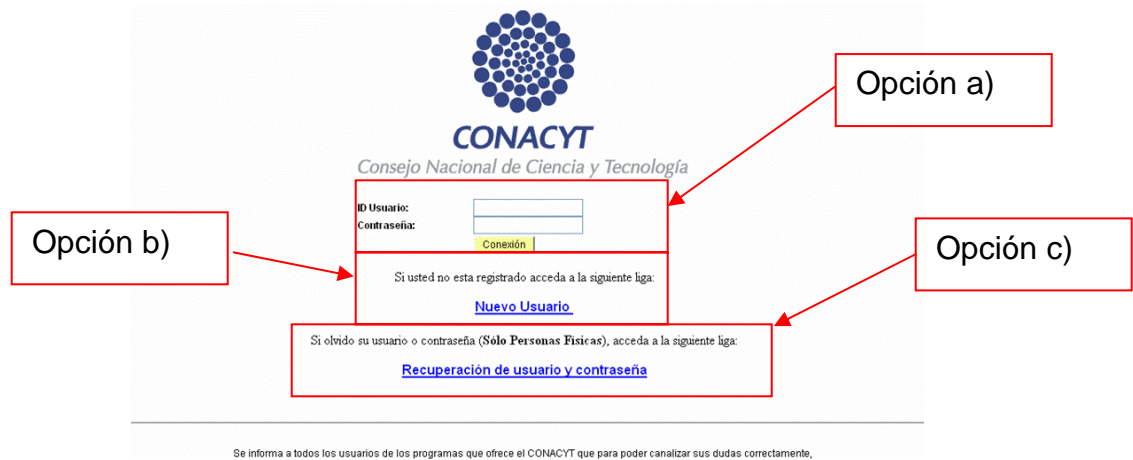 CONACYT
Consejo Nacional de Ciencia y Tecnología
Opción a)
ID Usuario:
Contraseña:
Conexión
Opción b)
Si usted no esta registrado acceda a la siguiente liga:
Nuevo Usuario
Opción c)
Si olvido su usuario o contraseña (Sólo Personas Físicas), acceda a la siguiente liga:
Recuperación de usuario y contraseña
Se informa a todos los usuarios de los programas que ofrece el CONACYT que para poder canalizar sus dudas correctamente,